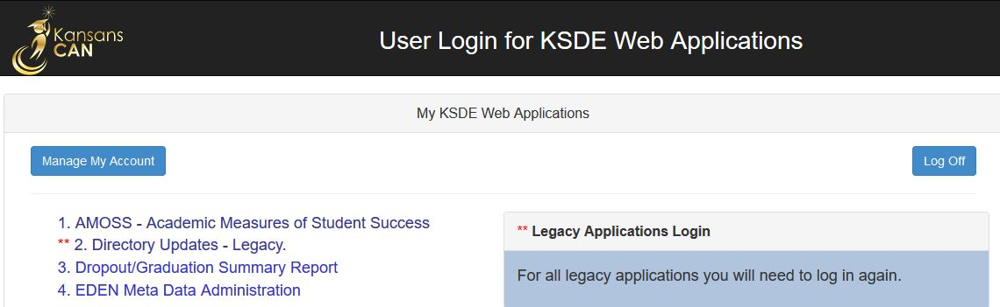 Kansans
CAN
User Login for KSDE Web Applications
My KSDE Web Applications
Manage My Account
Log Off
1. AMOSS - Academic Measures of Student Success
** 2. Directory Updates - Legacy.
3. Dropout/Graduation Summary Report
4. EDEN Meta Data Administration
** Legacy Applications Login
For all legacy applications you will need to log in again.